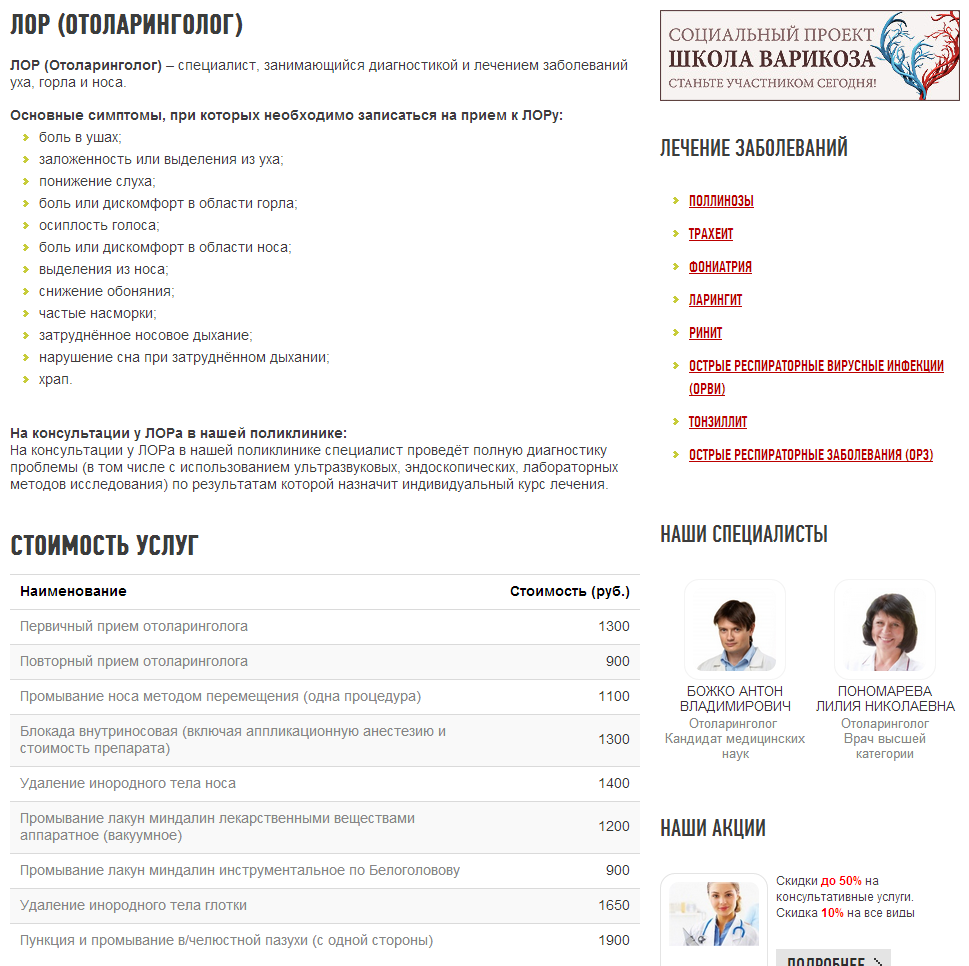 ЛОР (ОТОЛАРИНГОЛОГ)
ЛОР (Отоларинголог) – специалист, занимающийся диагностикой и лечением заболеваний
уха, горла и носа.
Основные симптомы, при которых необходимо записаться на прием к ЛОРу:
боль в ушах;
заложенность или выделения из уха;
понижение слуха;
боль или дискомфорт в области горла;
осиплость голоса;
боль или дискомфорт в области носа;
выделения из носа;
снижение обоняния;
частые насморки;
затруднённое носовое дыхание;
нарушение сна при затруднённом дыхании;
храп.
На консультации у ЛОРа в нашей поликлинике:
На консультации у ЛОРа в нашей поликлинике специалист проведёт полную диагностику
проблемы (в том числе с использованием ультразвуковых, эндоскопических, лабораторных
методов исследования) по результатам которой назначит индивидуальный курс лечения.
СТОИМОСТЬ УСЛУГ
Наименование Стоимость (руб.)
Первичный прием отоларинголога 1300
Повторный прием отоларинголога 900
Промывание носа методом перемещения (одна процедура) 1100
Блокада внутриносовая (включая аппликационную анестезию и
стоимость препарата) 1300
Удаление инородного тела носа 1400
Промывание лакун миндалин лекарственными веществами
аппаратное (вакуумное) 1200
Промывание лакун миндалин инструментальное по Белоголовову 900
Удаление инородного тела глотки 1650
Пункция и промывание в/челюстной пазухи (с одной стороны) 1900
СОЦИАЛЬНЫЙ ПРОЕКТ
ШКОЛА ВАРИКОЗА
СТАНЬТЕ УЧАСТНИКОМ СЕГОДНЯ!
ЛЕЧЕНИЕ ЗАБОЛЕВАНИЙ
ПОЛЛИНОЗЫ
ТРАХЕИТ
ФОНИАТРИЯ
ЛАРИНГИТ
РИНИТ
ОСТРЫЕ РЕСПИРАТОРНЫЕ ВИРУСНЫЕ ИНФЕКЦИИ
(ОРВИ)
ТОНЗИЛЛИТ
ОСТРЫЕ РЕСПИРАТОРНЫЕ ЗАБОЛЕВАНИЯ (ОРЗ)
НАШИ СПЕЦИАЛИСТЫ
БОЖКО АНТОН
ВЛАДИМИРОВИЧ
Отоларинголог
Кандидат медицинских
наук
ПОНОМАРЕВА
ЛИЛИЯ НИКОЛАЕВНА
Отоларинголог
Врач высшей
категории
НАШИ АКЦИИ
Скидки до 50% на
консультативные услуги.
Скидка 10% на все виды
ПОДРОБНЕЕ